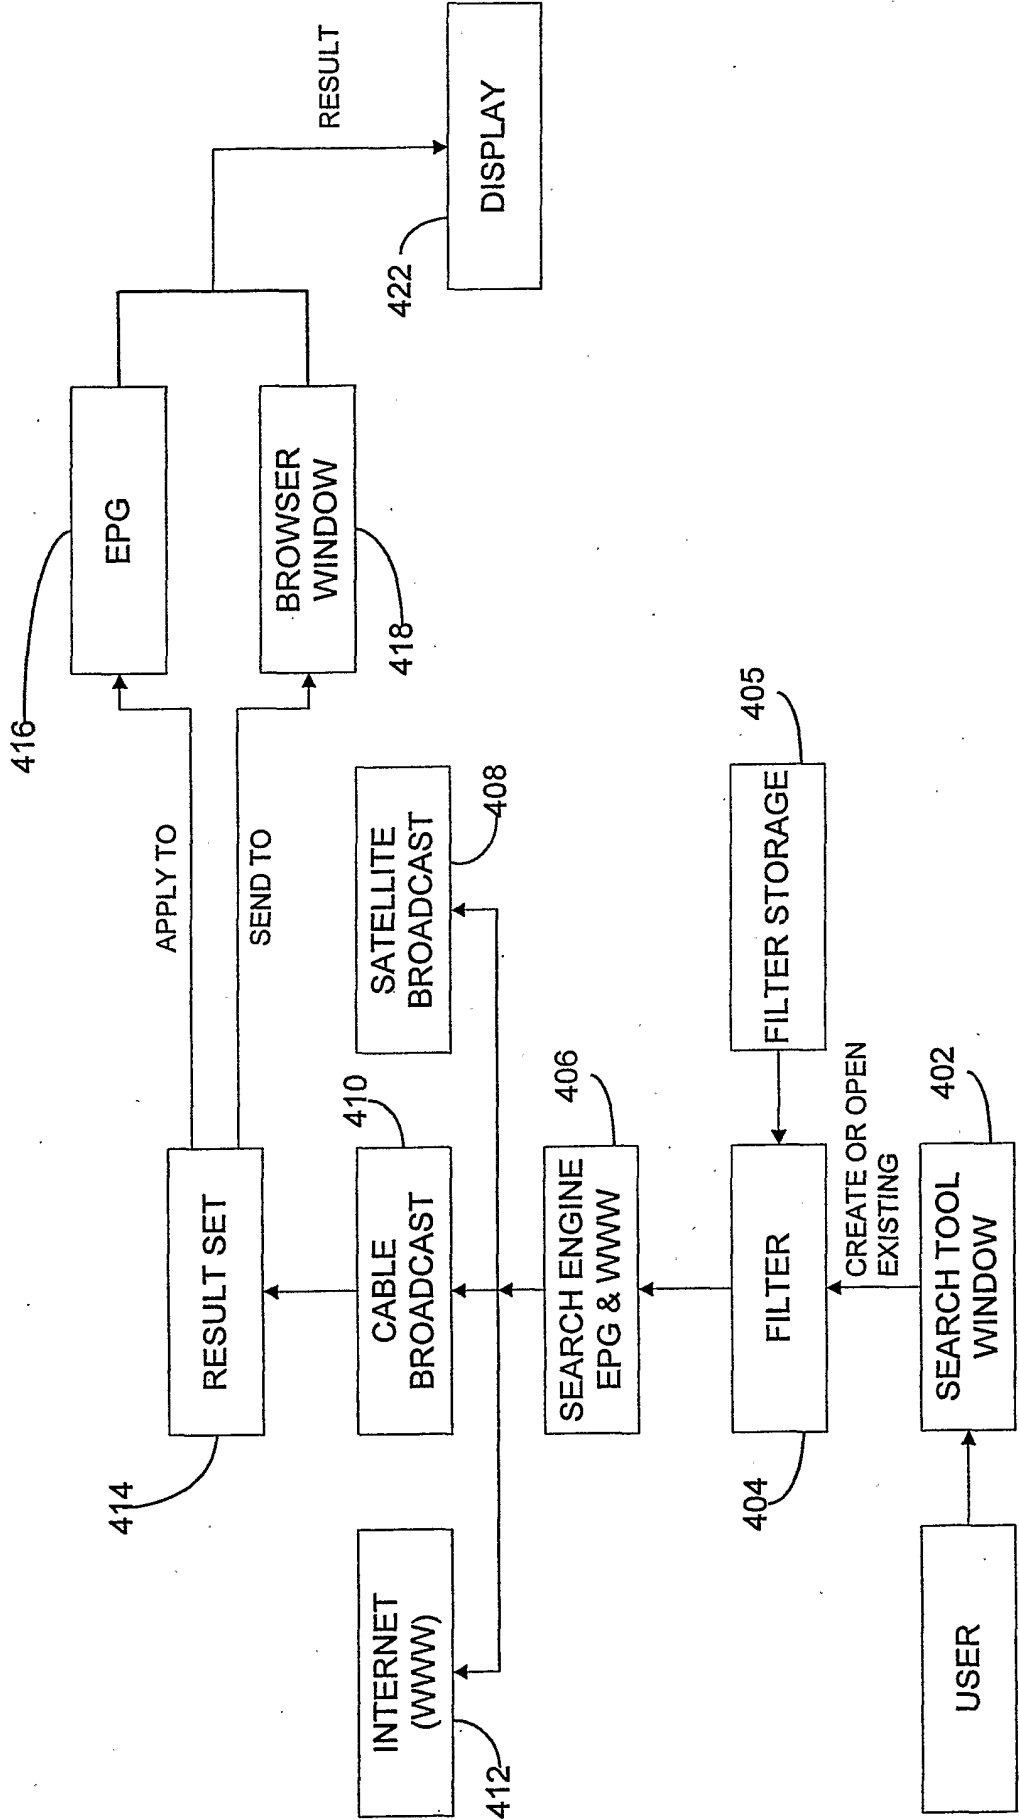 USER
SEARCH TOOL
WINDOW
402
CREATE OR OPEN
EXISTING
FILTER
404
FILTER STORAGE
405
SEARCH ENGINE
EPG & WWW
406
INTERNET
(WWW)
412
CABLE
BROADCAST
410
SATELLITE
BROADCAST
408
RESULT SET
414
APPLY TO
SEND TO
EPG
416
BROWSER
WINDOW
418
RESULT
DISPLAY
422